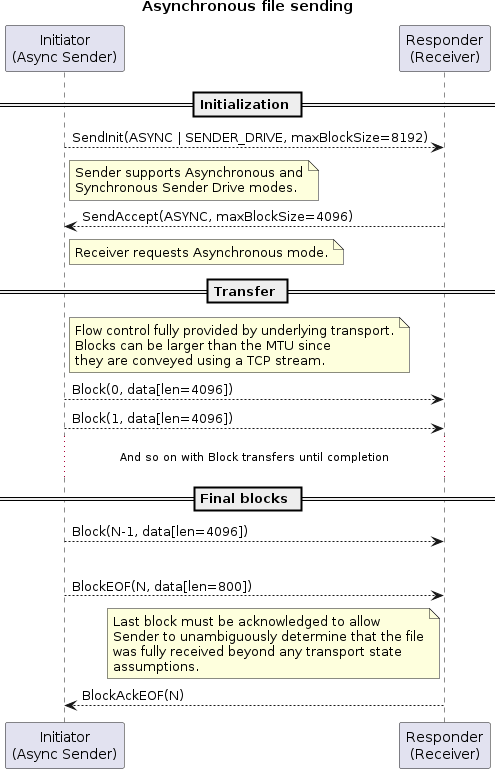 Asynchronous file sending
Initiator
(Async Sender)
Responder
(Receiver)
Initialization
SendInit(ASYNC | SENDER_DRIVE, maxBlockSize=8192)
Sender supports Asynchronous and
Synchronous Sender Drive modes.
SendAccept(ASYNC, maxBlockSize=4096)
Receiver requests Asynchronous mode.
Transfer
Flow control fully provided by underlying transport.
Blocks can be larger than the MTU since
they are conveyed using a TCP stream.
Block(0, data[len=4096])
Block(1, data[len=4096])
And so on with Block transfers until completion
Final blocks
Block(N-1, data[len=4096])
BlockEOF(N, data[len=800])
Last block must be acknowledged to allow
Sender to unambiguously determine that the file
was fully received beyond any transport state
assumptions.
BlockAckEOF(N)
Initiator
(Async Sender)
Responder
(Receiver)